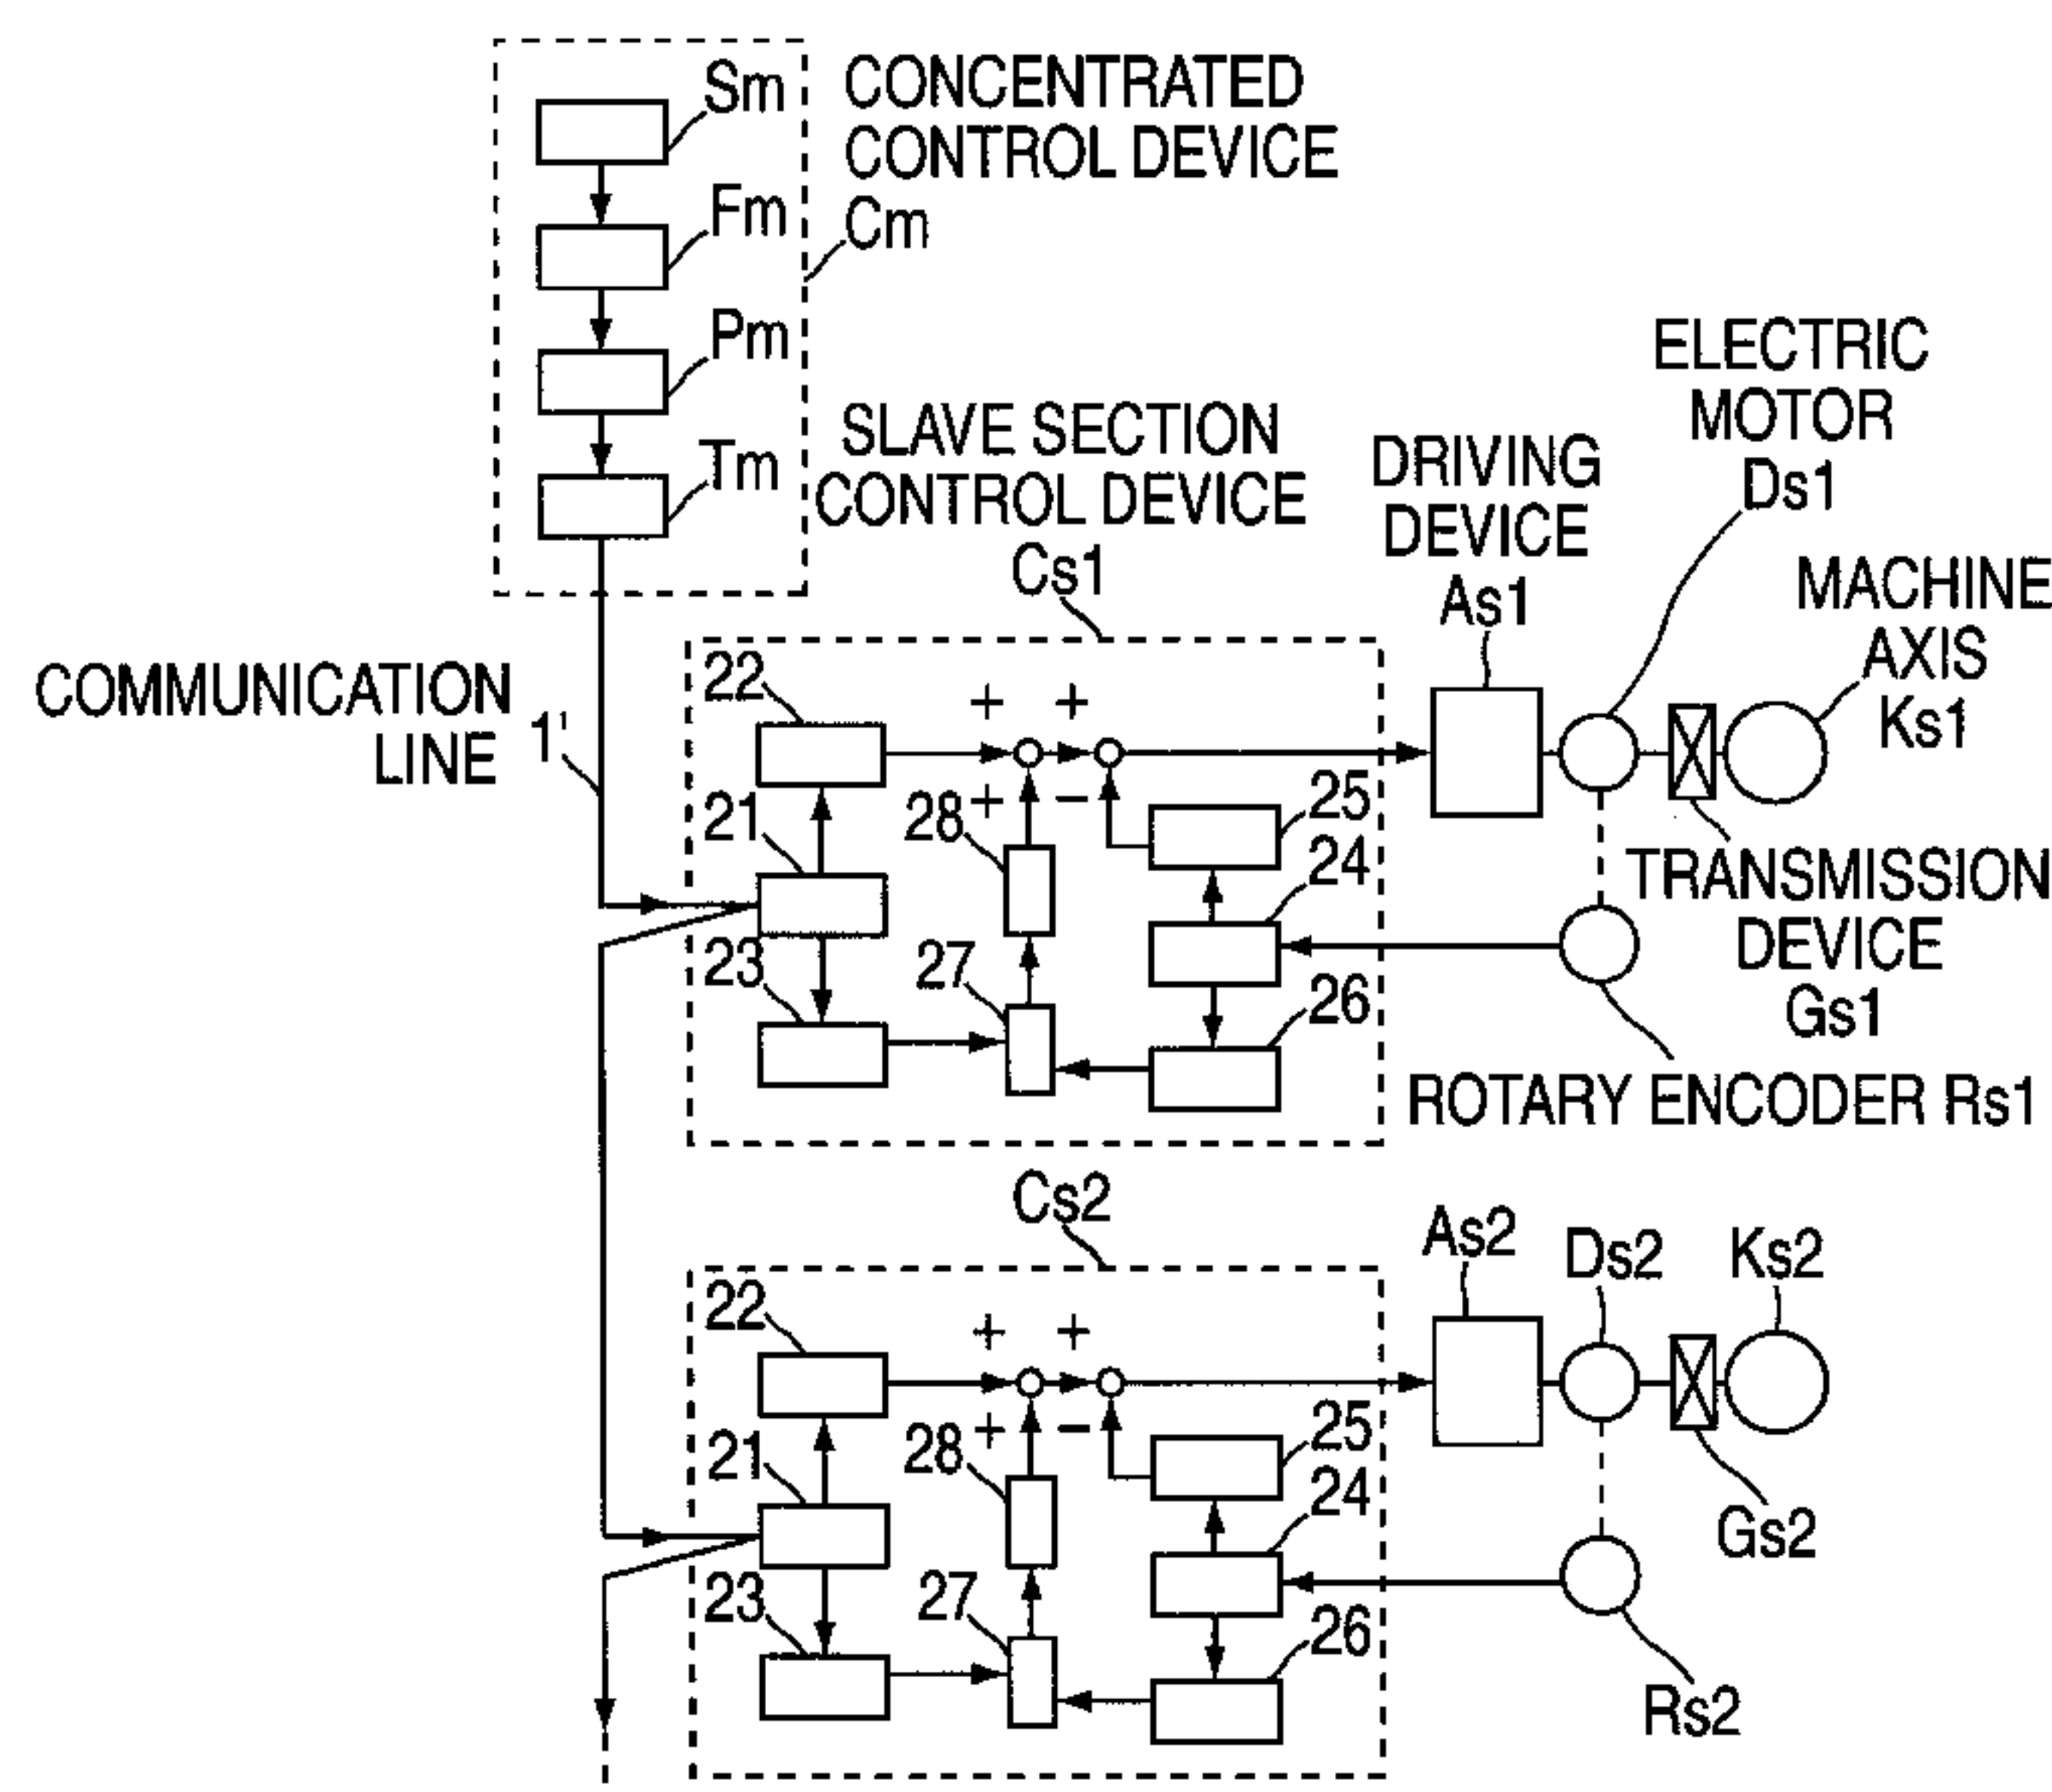 Sm
CONCENTRATED
CONTROL DEVICE
Cm
Fm
Pm
Tm
SLAVE SECTION
CONTROL DEVICE
Cs1
DRIVING
DEVICE
As1
ELECTRIC
MOTOR
Ds1
MACHINE
AXIS
Ks1
COMMUNICATION
LINE 1'
22
+ +
21
28
+ −
25
24
23
27
26
TRANSMISSION
DEVICE
Gs1
ROTARY ENCODER Rs1
Cs2
As2
Ds2
Ks2
22
+ +
21
28
+ −
25
24
23
27
26
Gs2
Rs2